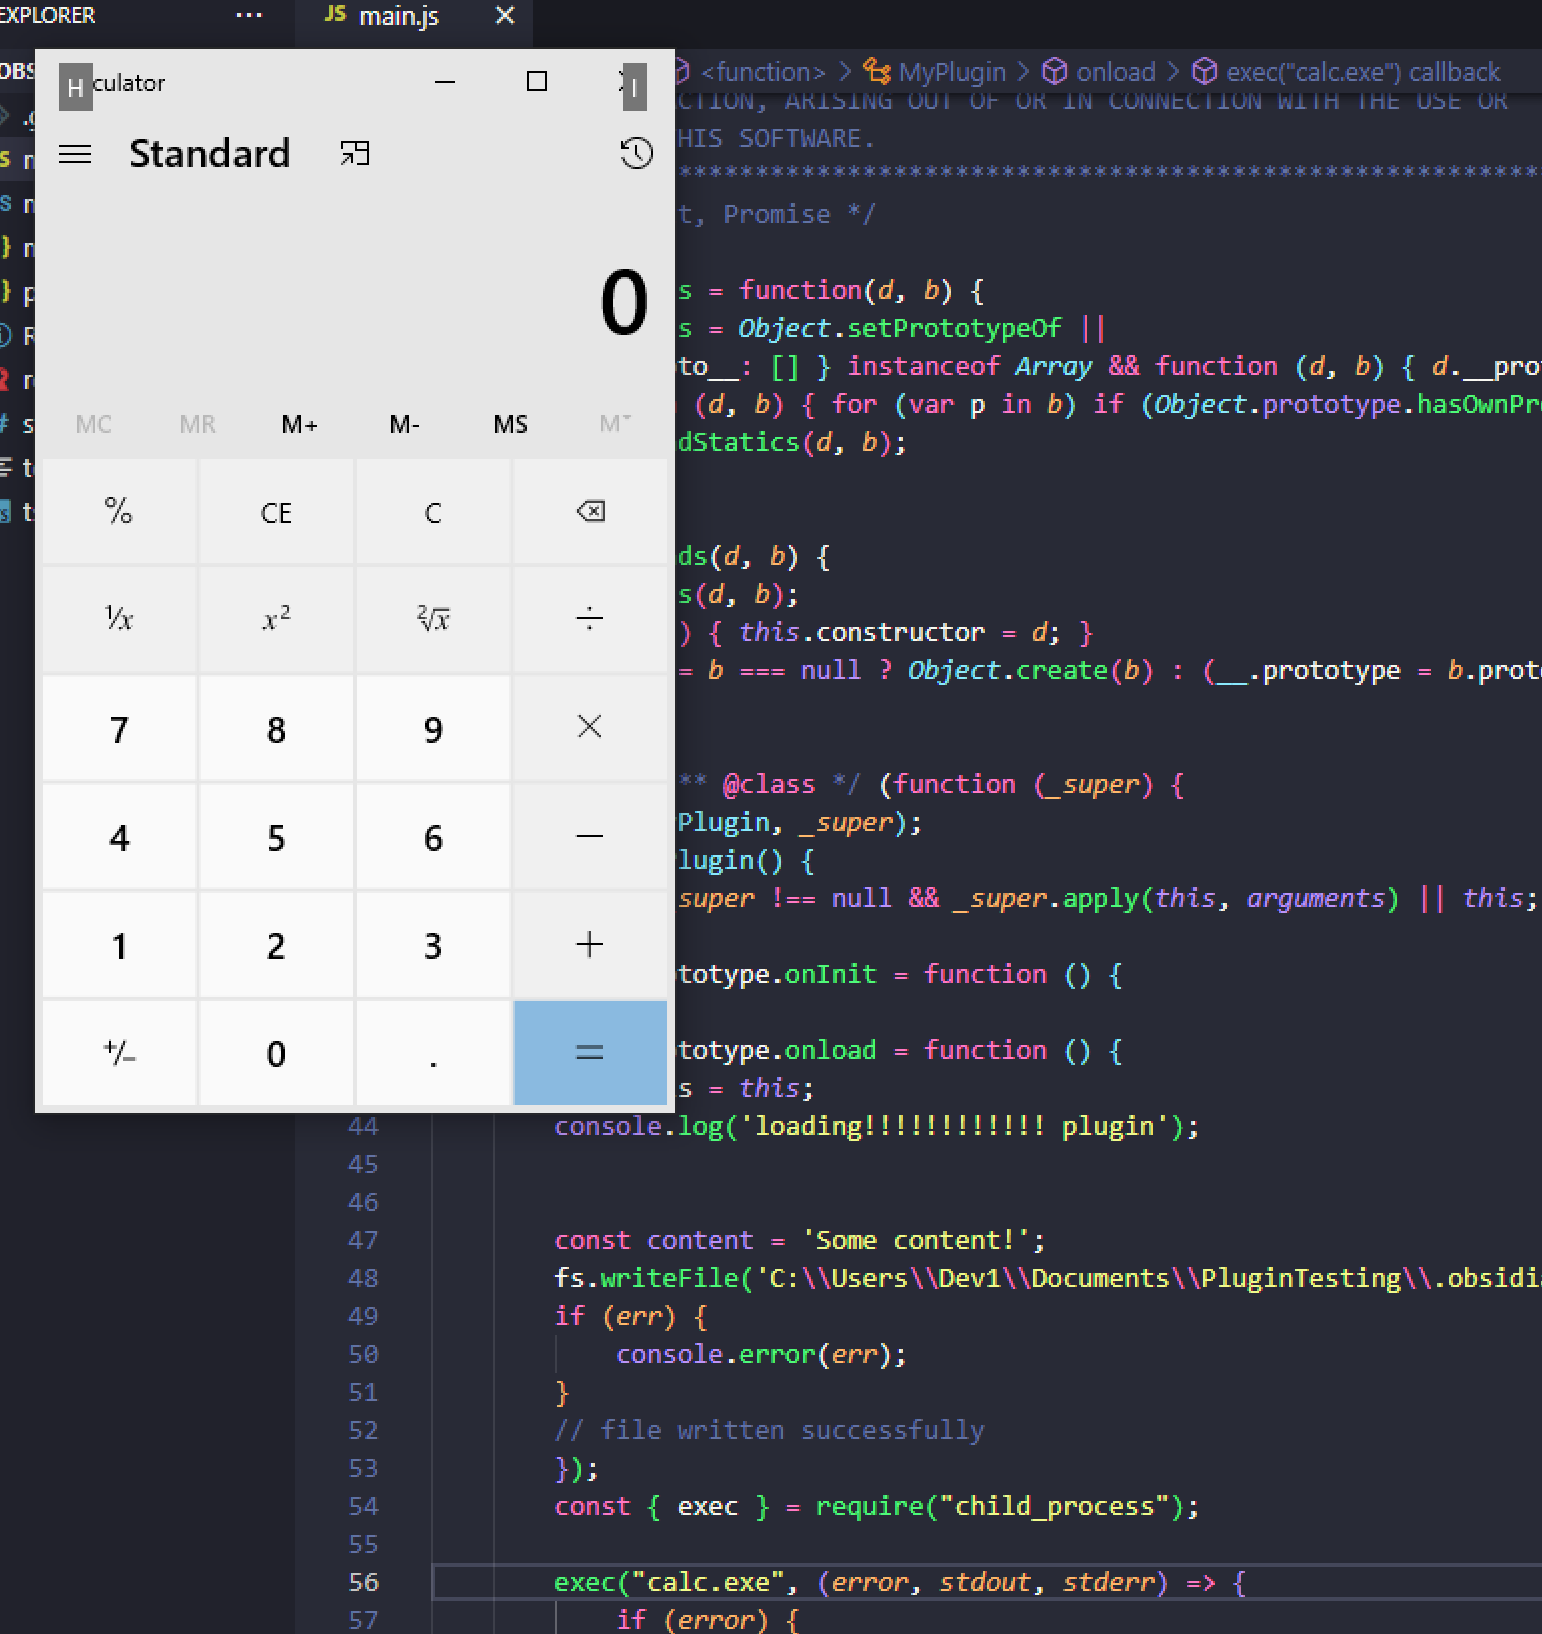 EXPLORER ... JS main.js ✕
OBS
H culator I
<function> > MyPlugin > onload > exec("calc.exe") callback
CTION, ARISING OUT OF OR IN CONNECTION WITH THE USE OR
HIS SOFTWARE.
Standard
********************************************************
t, Promise */
s = function(d, b) {
0
s = Object.setPrototypeOf ||
to__: [] } instanceof Array && function (d, b) { d.__pro
(d, b) { for (var p in b) if (Object.prototype.hasOwnPr
MC MR M+ M- MS M
dStatics(d, b);
% CE C
ds(d, b) {
s(d, b);
¹/x x² ²√x ÷
) { this.constructor = d; }
= b === null ? Object.create(b) : (__.prototype = b.prot
7 8 9 ×
** @class */ (function (_super) {
Plugin, _super);
4 5 6 −
lugin() {
_super !== null && _super.apply(this, arguments) || this;
1 2 3 +
totype.onInit = function () {
+/− 0 . =
totype.onload = function () {
s = this;
44 console.log('loading!!!!!!!!!!!! plugin');
45
46
47 const content = 'Some content!';
48 fs.writeFile('C:\\Users\\Dev1\\Documents\\PluginTesting\\.obsidi
49 if (err) {
50 console.error(err);
51 }
52 // file written successfully
53 });
54 const { exec } = require("child_process");
55
56 exec("calc.exe", (error, stdout, stderr) => {
57 if (error) {